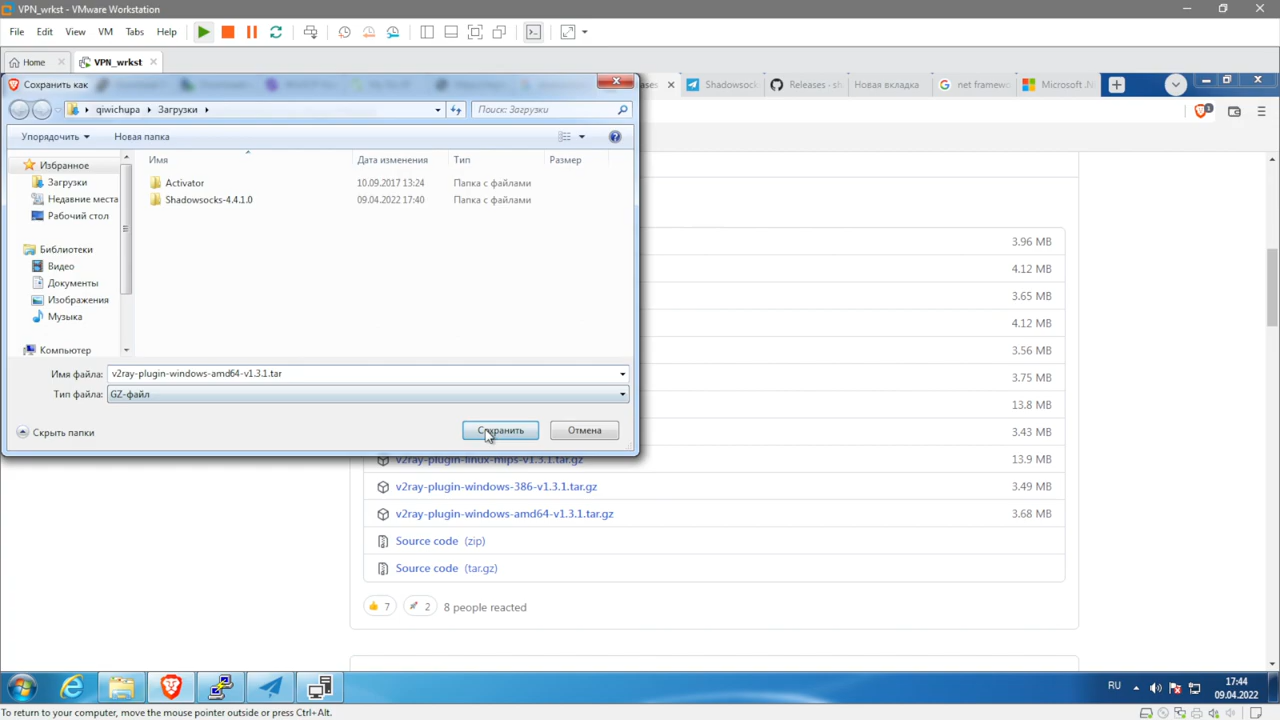 VPN_wrkst - VMware Workstation
File Edit View VM Tabs Help
Home VPN_wrkst
Сохранить как
Shadowsock Releases - sh Новая вкладка net framewo Microsoft .N
qiwichupa Загрузки Поиск: Загрузки
Упорядочить Новая папка
Избранное
Загрузки
Недавние места
Рабочий стол
Библиотеки
Видео
Документы
Изображения
Музыка
Компьютер
Имя Дата изменения Тип Размер
Activator 10.09.2017 13:24 Папка с файлами
Shadowsocks-4.4.1.0 09.04.2022 17:40 Папка с файлами
Имя файла: v2ray-plugin-windows-amd64-v1.3.1.tar
Тип файла: GZ-файл
Скрыть папки Сохранить Отмена
3.96 MB
4.12 MB
3.65 MB
4.12 MB
3.56 MB
3.75 MB
13.8 MB
3.43 MB
v2ray-plugin-linux-mips-v1.3.1.tar.gz 13.9 MB
v2ray-plugin-windows-386-v1.3.1.tar.gz 3.49 MB
v2ray-plugin-windows-amd64-v1.3.1.tar.gz 3.68 MB
Source code (zip)
Source code (tar.gz)
7 2 8 people reacted
RU 17:44
09.04.2022
To return to your computer, move the mouse pointer outside or press Ctrl+Alt.